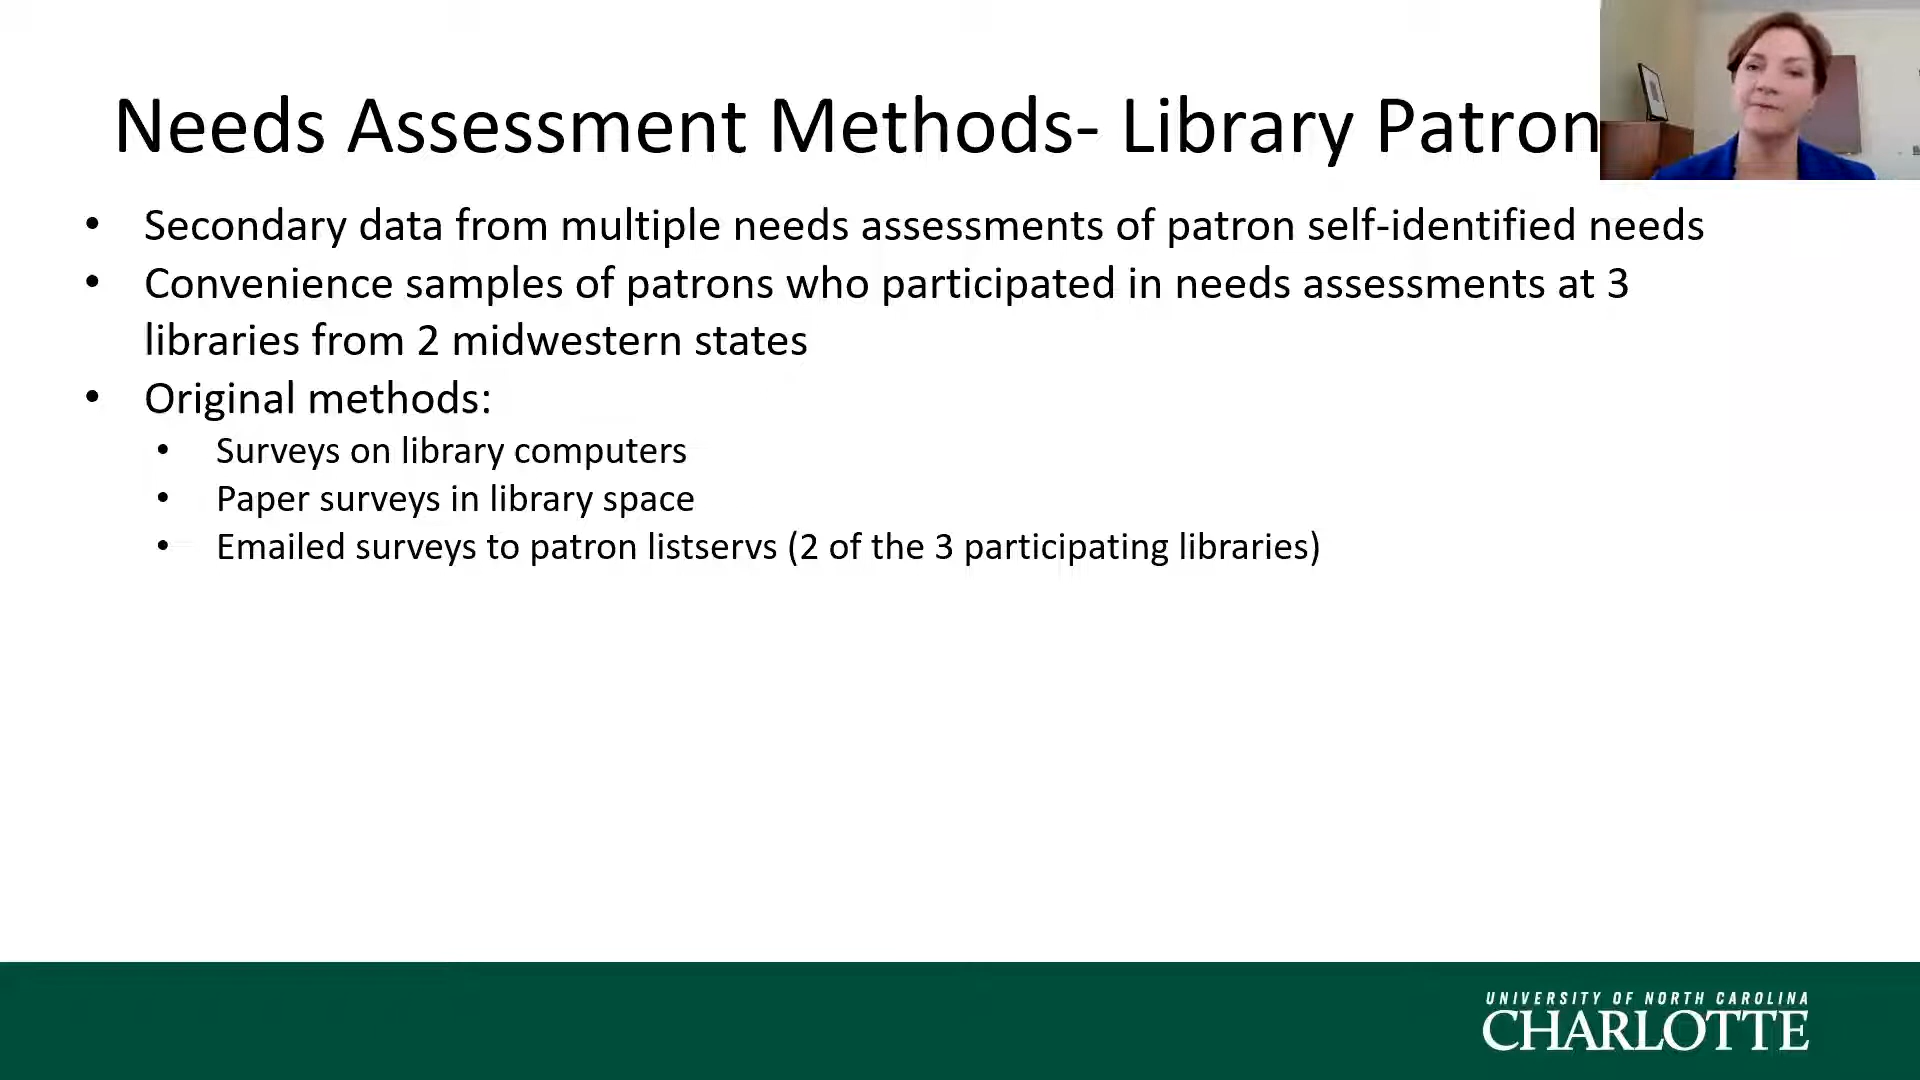 Needs Assessment Methods- Library Patron
• Secondary data from multiple needs assessments of patron self-identified needs
• Convenience samples of patrons who participated in needs assessments at 3
libraries from 2 midwestern states
• Original methods:
• Surveys on library computers
• Paper surveys in library space
• Emailed surveys to patron listservs (2 of the 3 participating libraries)
UNIVERSITY OF NORTH CAROLINA
CHARLOTTE